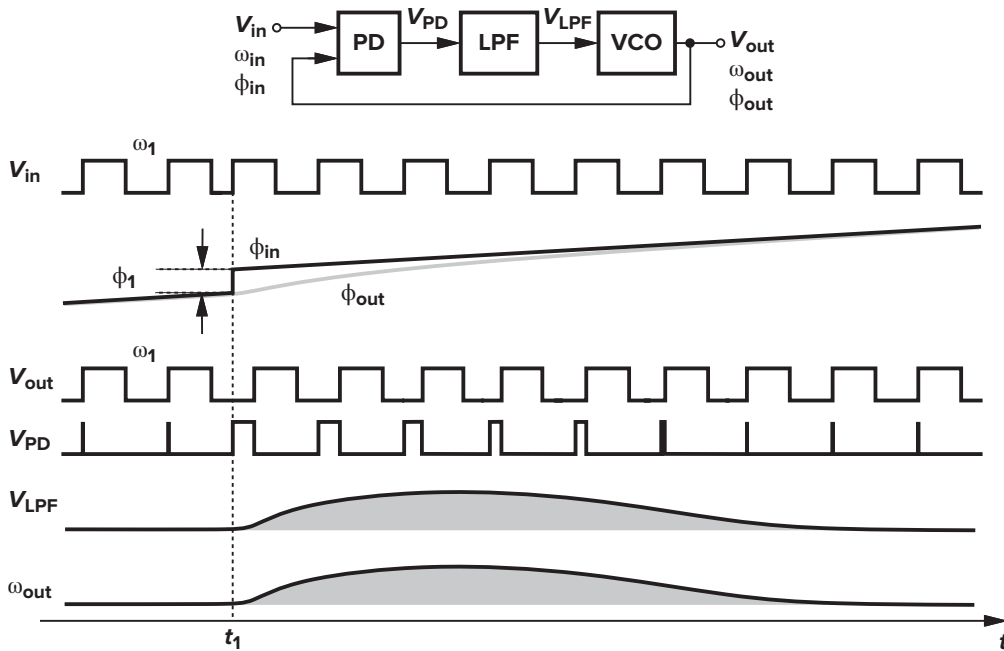 V_PD V_LPF
V_in PD LPF VCO V_out
ω_in ω_out
ϕ_in ϕ_out
ω_1
V_in
ϕ_in
ϕ_1
ϕ_out
ω_1
V_out
V_PD
V_LPF
ω_out
t_1 t